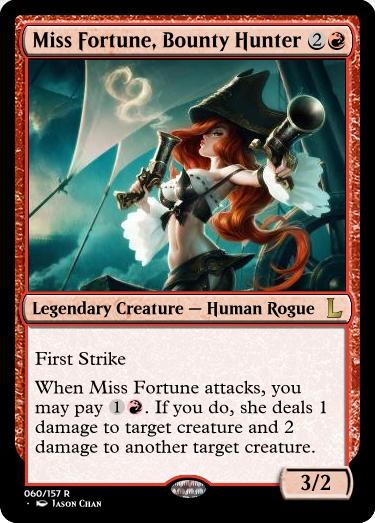 Miss Fortune, Bounty Hunter 2
Legendary Creature — Human Rogue L
First Strike
When Miss Fortune attacks, you
may pay 1 . If you do, she deals 1
damage to target creature and 2
damage to another target creature.
3/2
060/157 R
• Jason Chan